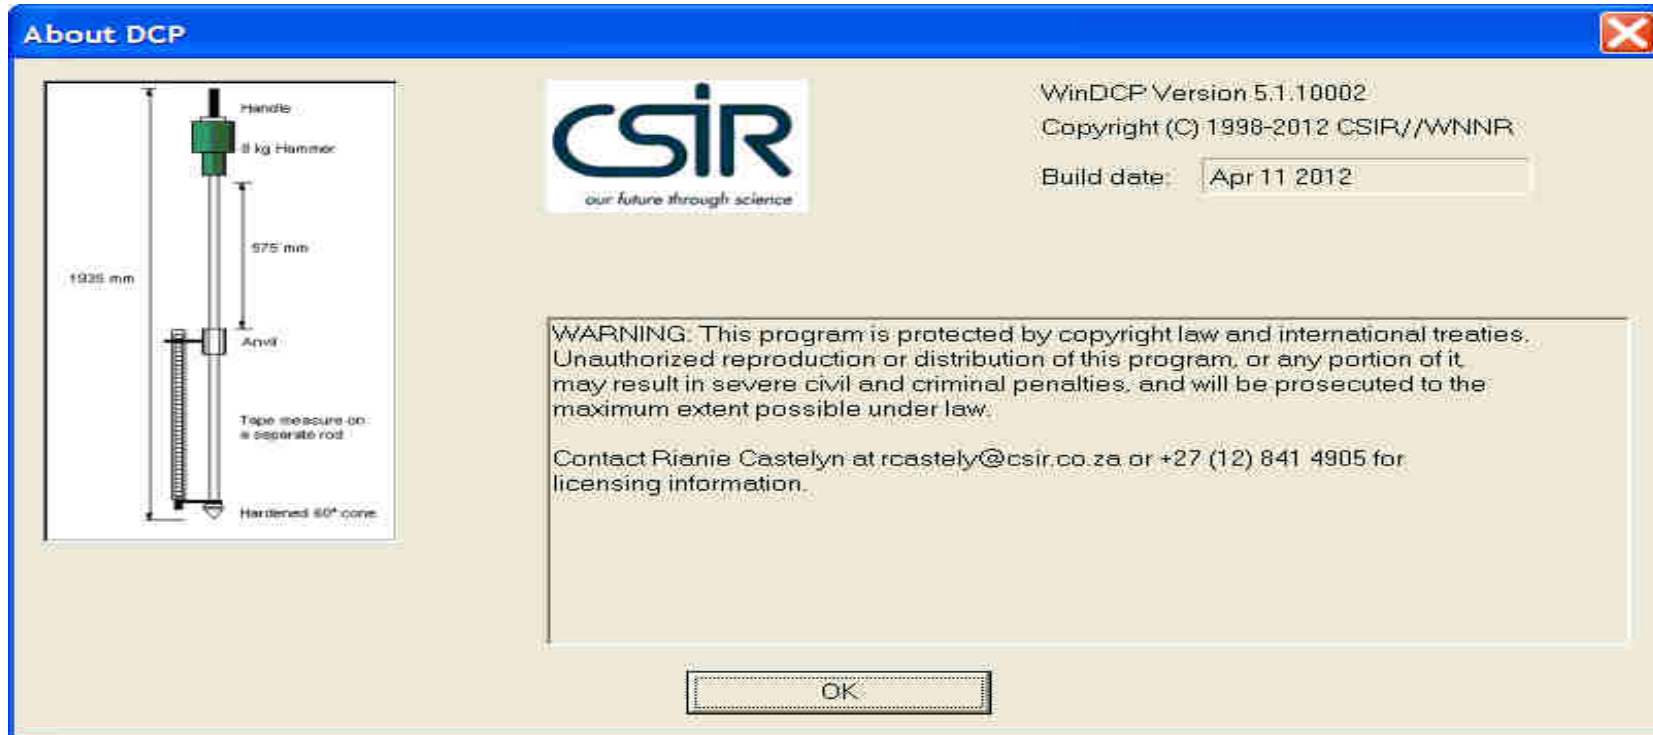 About DCP
Handle
8 kg Hammer
575 mm
1935 mm
Anvil
Tape measure on
a separate rod
Hardened 60° cone
CSIR
our future through science
WinDCP Version 5.1.10002
Copyright (C) 1998-2012 CSIR//WNNR
Build date: Apr 11 2012
WARNING: This program is protected by copyright law and international treaties.
Unauthorized reproduction or distribution of this program, or any portion of it,
may result in severe civil and criminal penalties, and will be prosecuted to the
maximum extent possible under law.
Contact Rianie Castelyn at rcastely@csir.co.za or +27 (12) 841 4905 for
licensing information.
OK